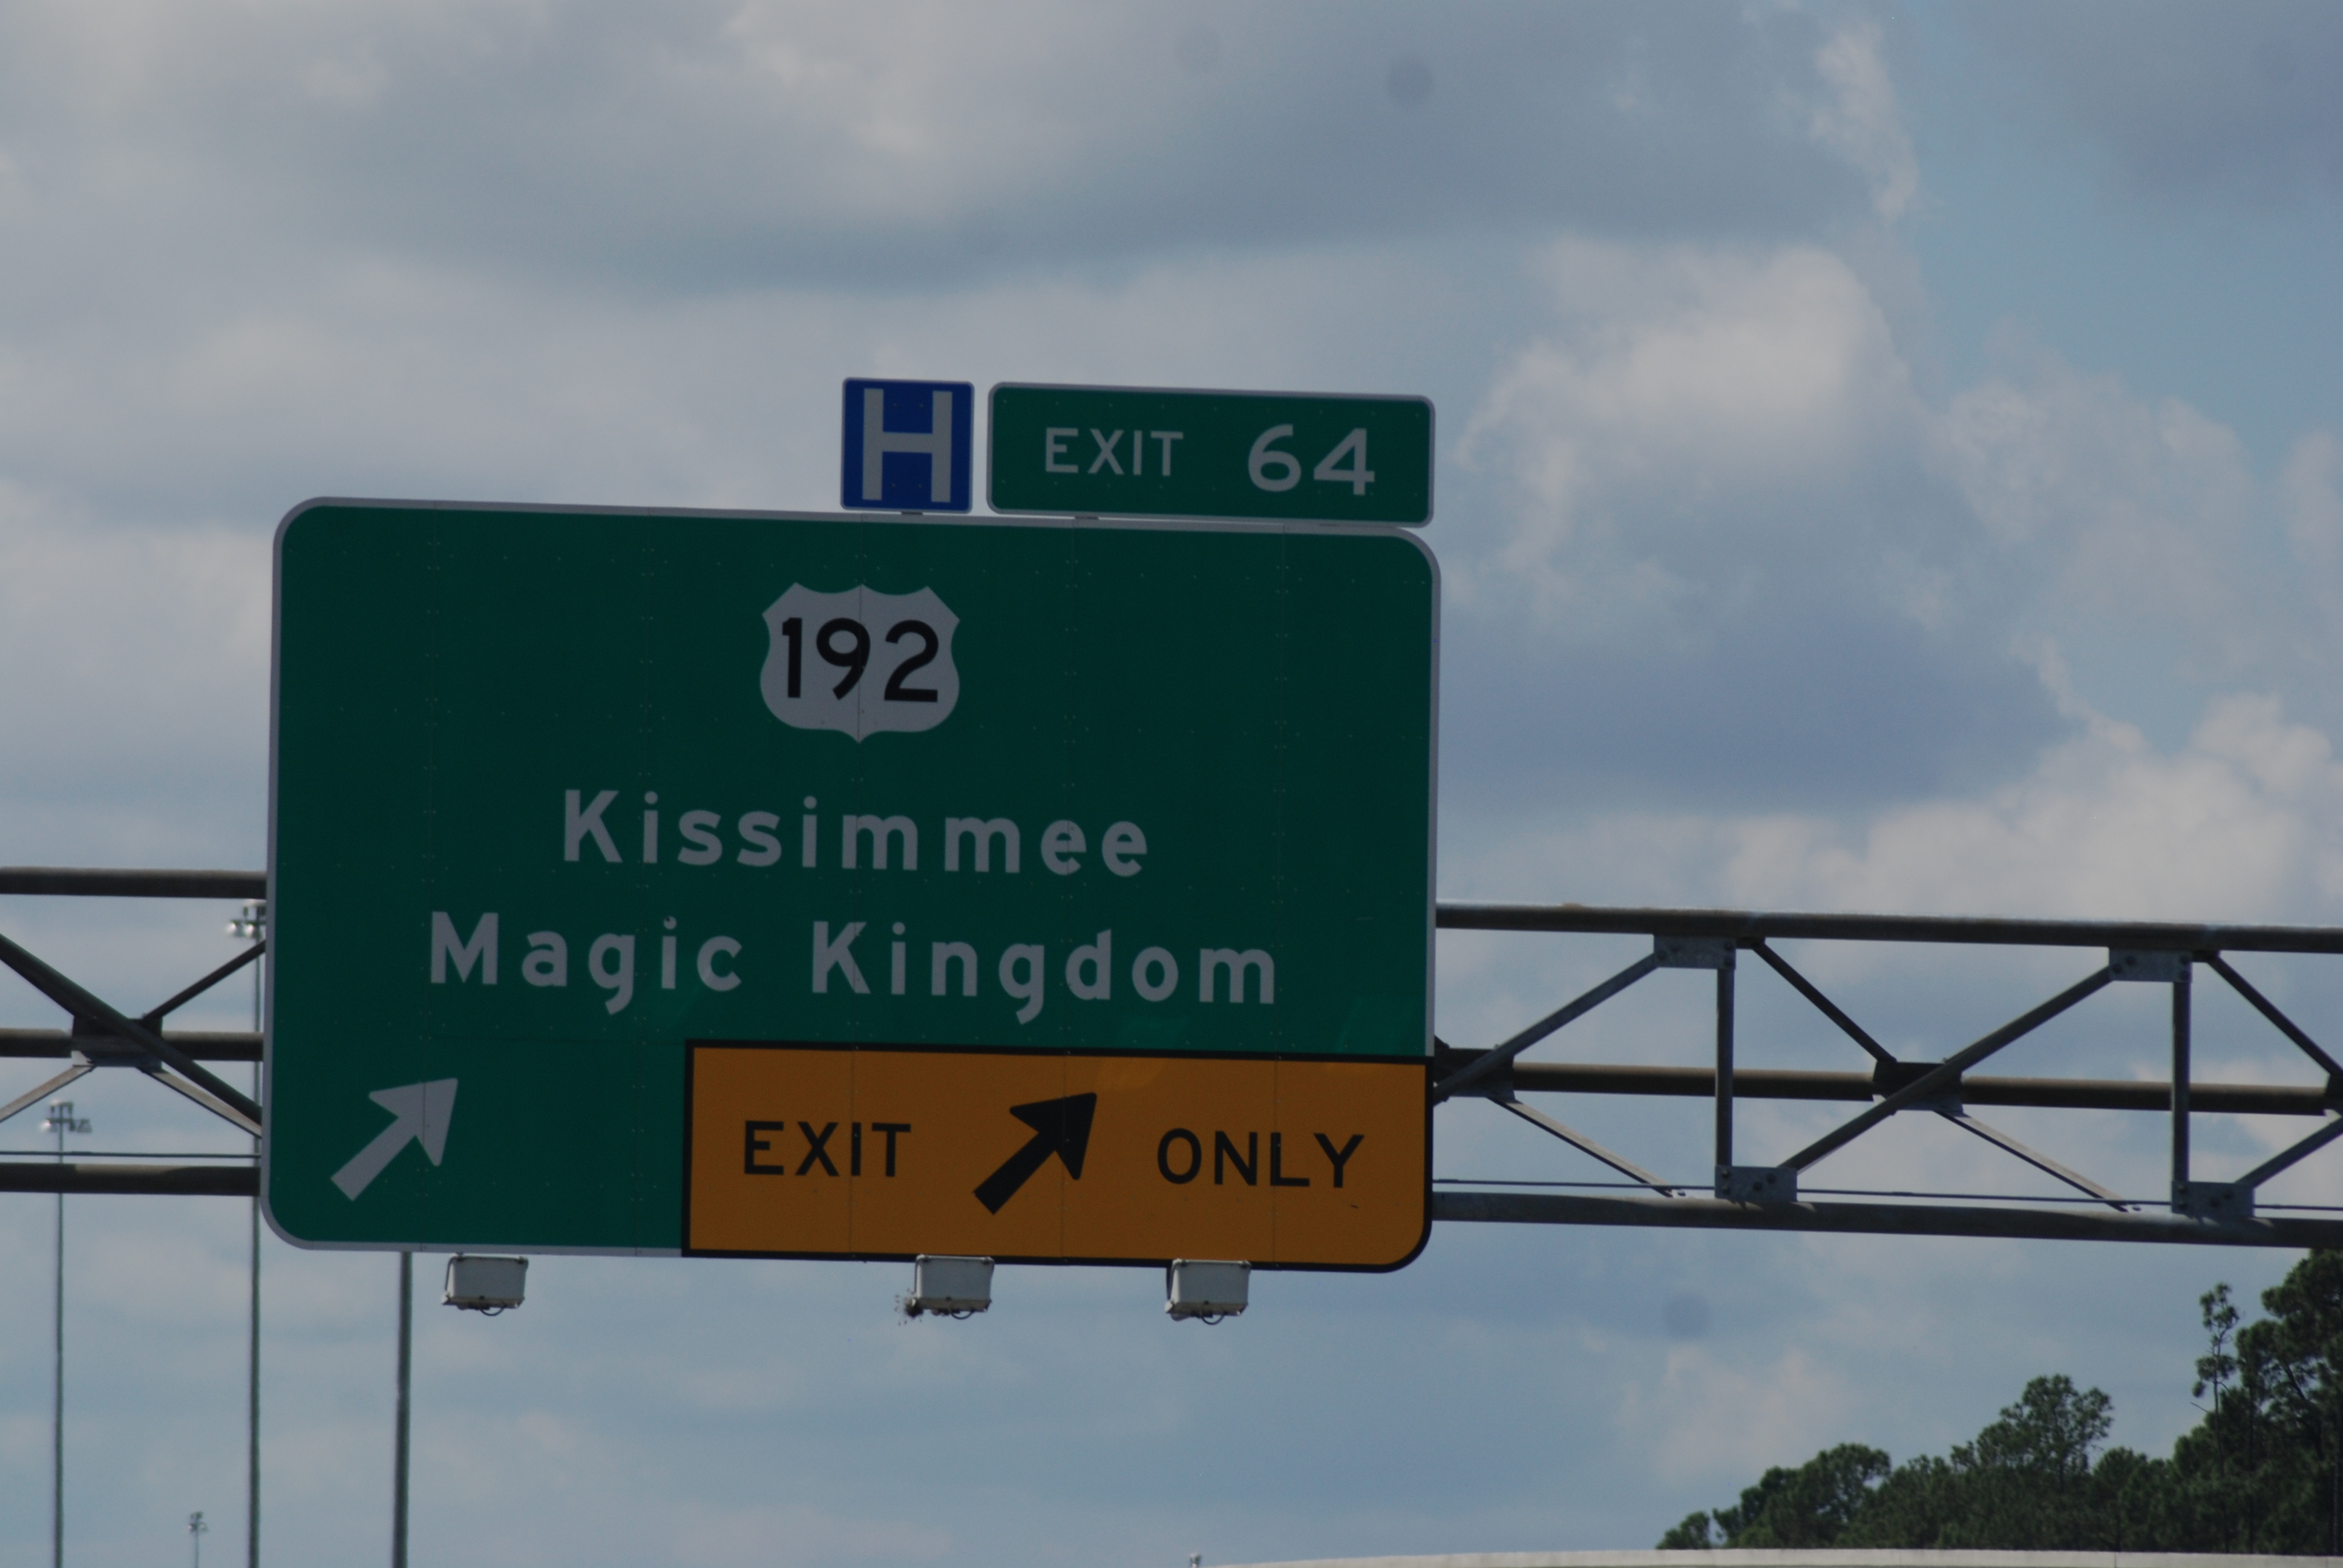 H EXIT 64
192
Kissimmee
Magic Kingdom
EXIT ONLY